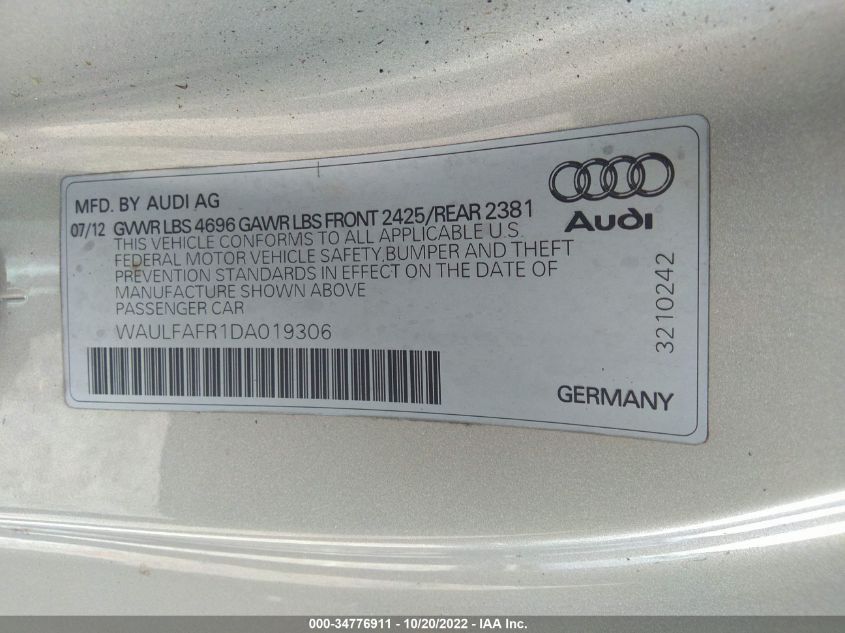 MFD. BY AUDI AG
07/12 GVWR LBS 4696 GAWR LBS FRONT 2425/REAR 2381
THIS VEHICLE CONFORMS TO ALL APPLICABLE U.S.
FEDERAL MOTOR VEHICLE SAFETY,BUMPER AND THEFT
PREVENTION STANDARDS IN EFFECT ON THE DATE OF
MANUFACTURE SHOWN ABOVE
PASSENGER CAR
WAULFAFR1DA019306
Audi
3210242
GERMANY
000-34776911 - 10/20/2022 - IAA Inc.